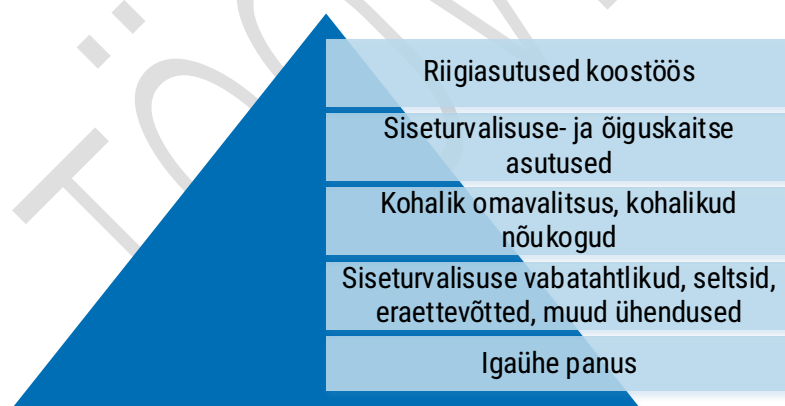 Riigiasutused koostöös
Siseturvalisuse- ja õiguskaitse
asutused
Kohalik omavalitsus, kohalikud
nõukogud
Siseturvalisuse vabatahtlikud, seltsid,
eraettevõtted, muud ühendused
Igaühe panus